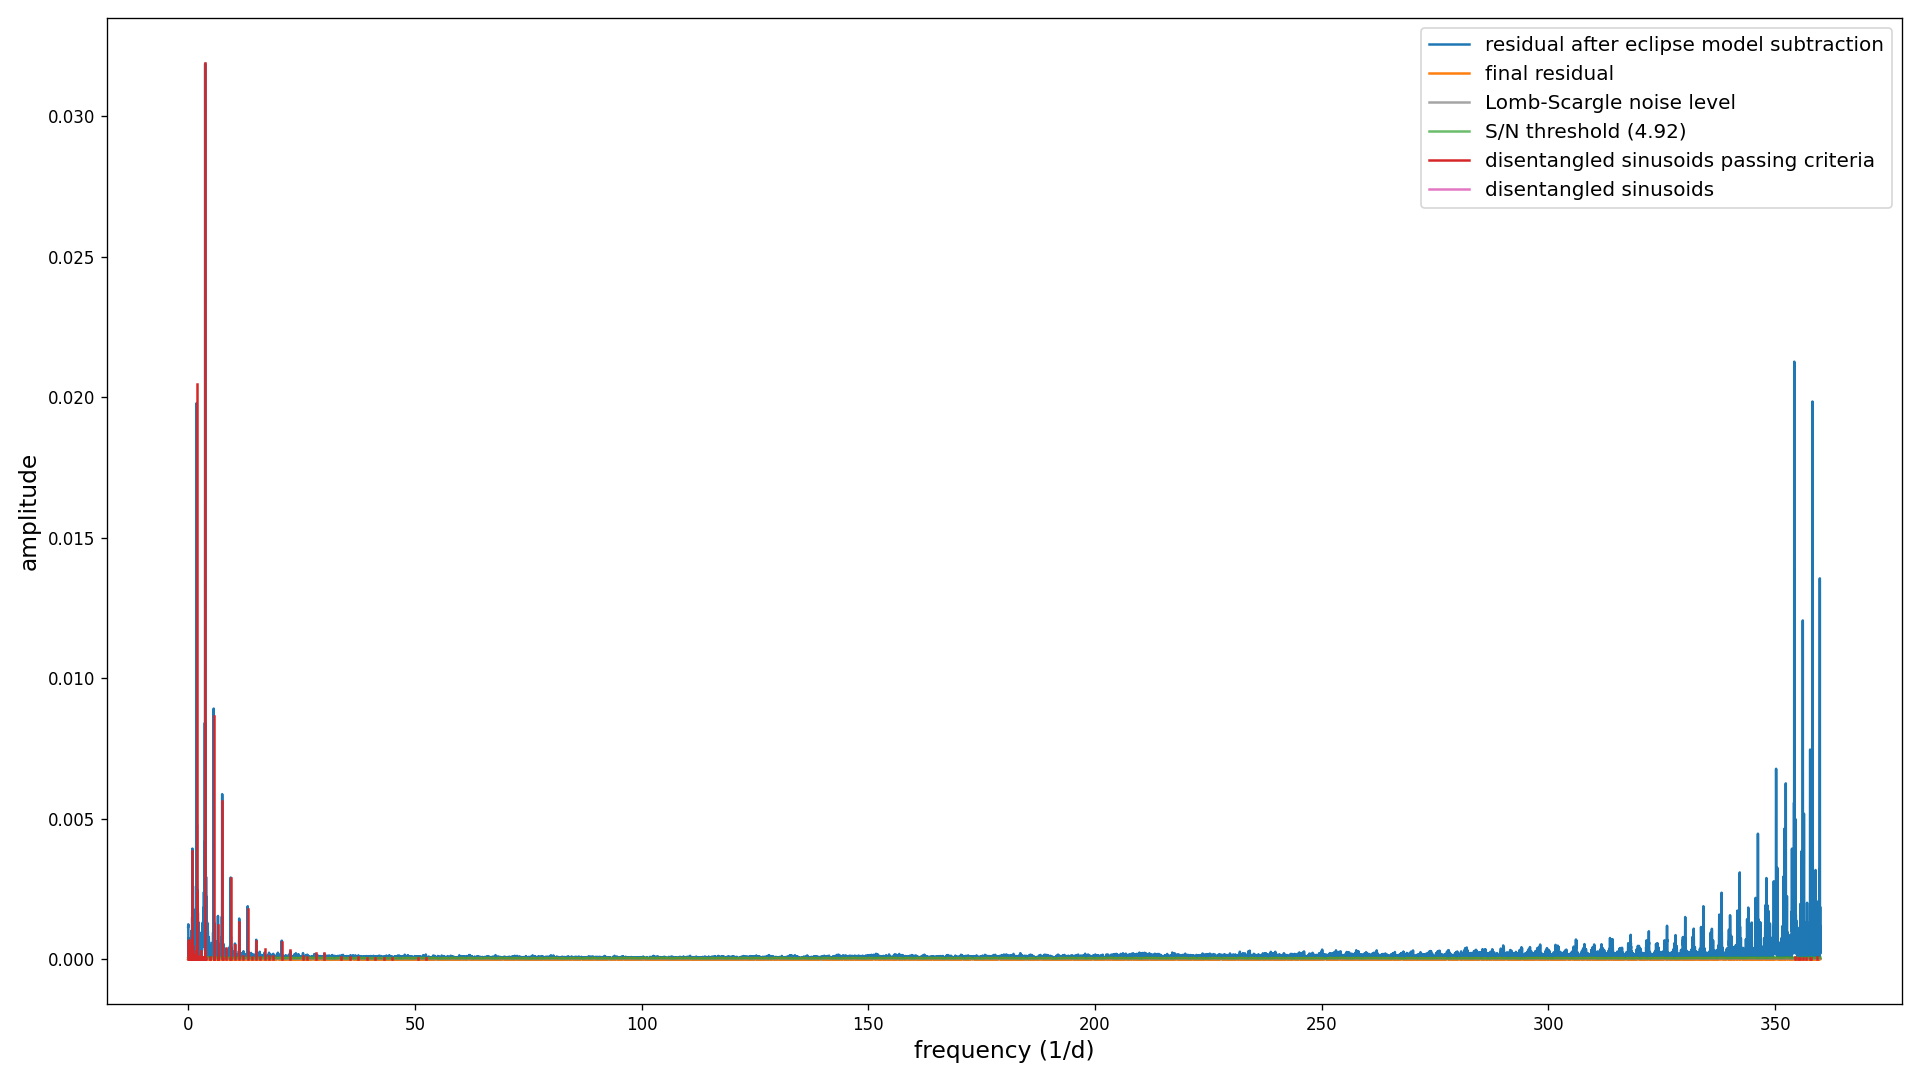 residual after eclipse model subtraction
final residual
Lomb-Scargle noise level
S/N threshold (4.92)
disentangled sinusoids passing criteria
disentangled sinusoids
0.030
0.025
0.020
0.015
0.010
0.005
0.000
amplitude
0 50 100 150 200 250 300 350
frequency (1/d)